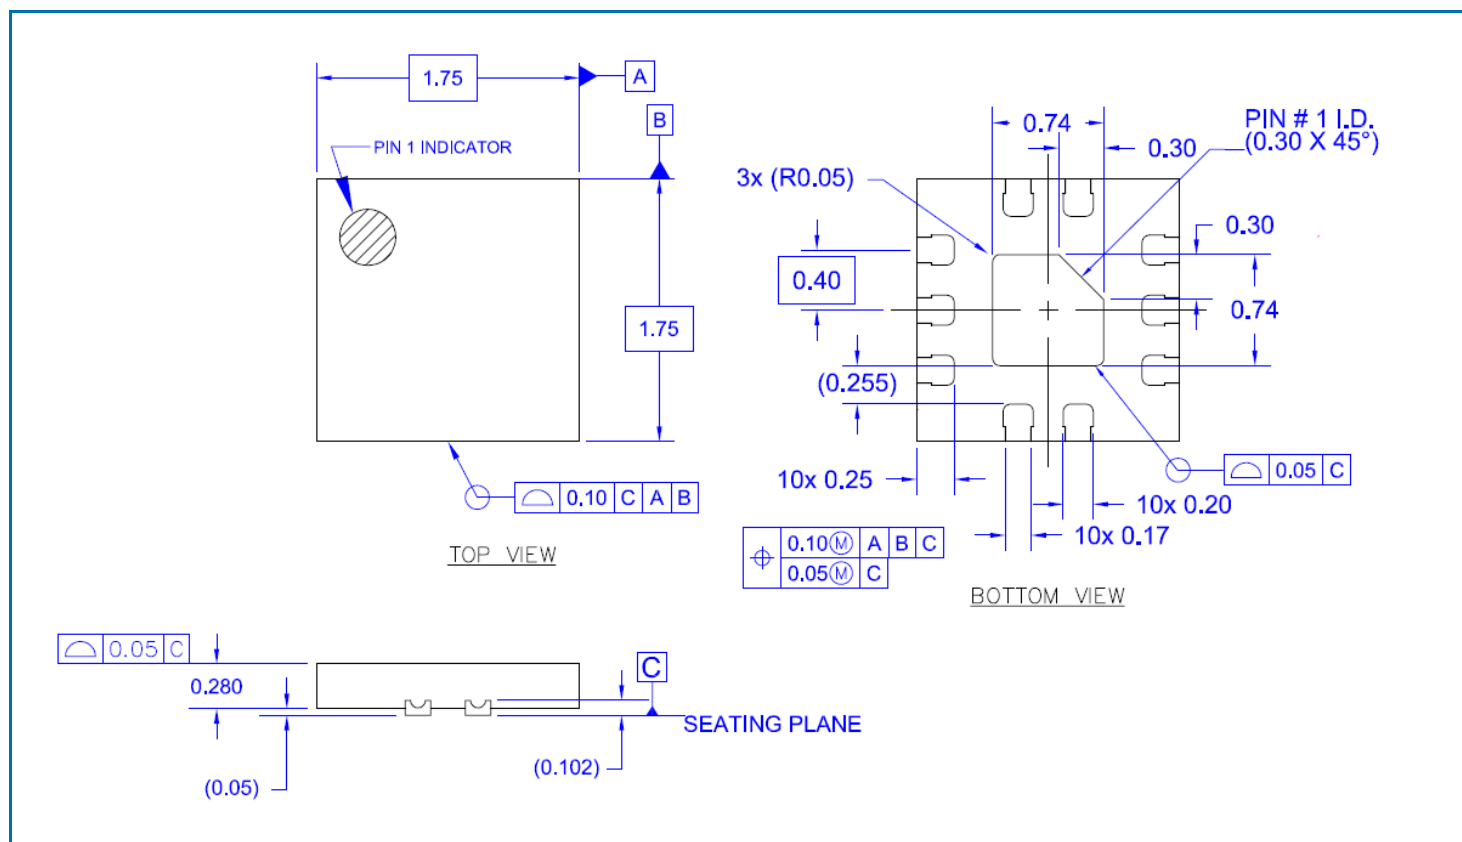 1.75
A
B
PIN 1 INDICATOR
1.75
0.10 C A B
TOP VIEW
0.74
PIN # 1 I.D.
(0.30 X 45°)
0.30
3x (R0.05)
0.30
0.40
0.74
(0.255)
0.05 C
10x 0.25
10x 0.20
10x 0.17
0.10Ⓜ A B C
0.05Ⓜ C
BOTTOM VIEW
0.05 C
0.280
C
SEATING PLANE
(0.102)
(0.05)